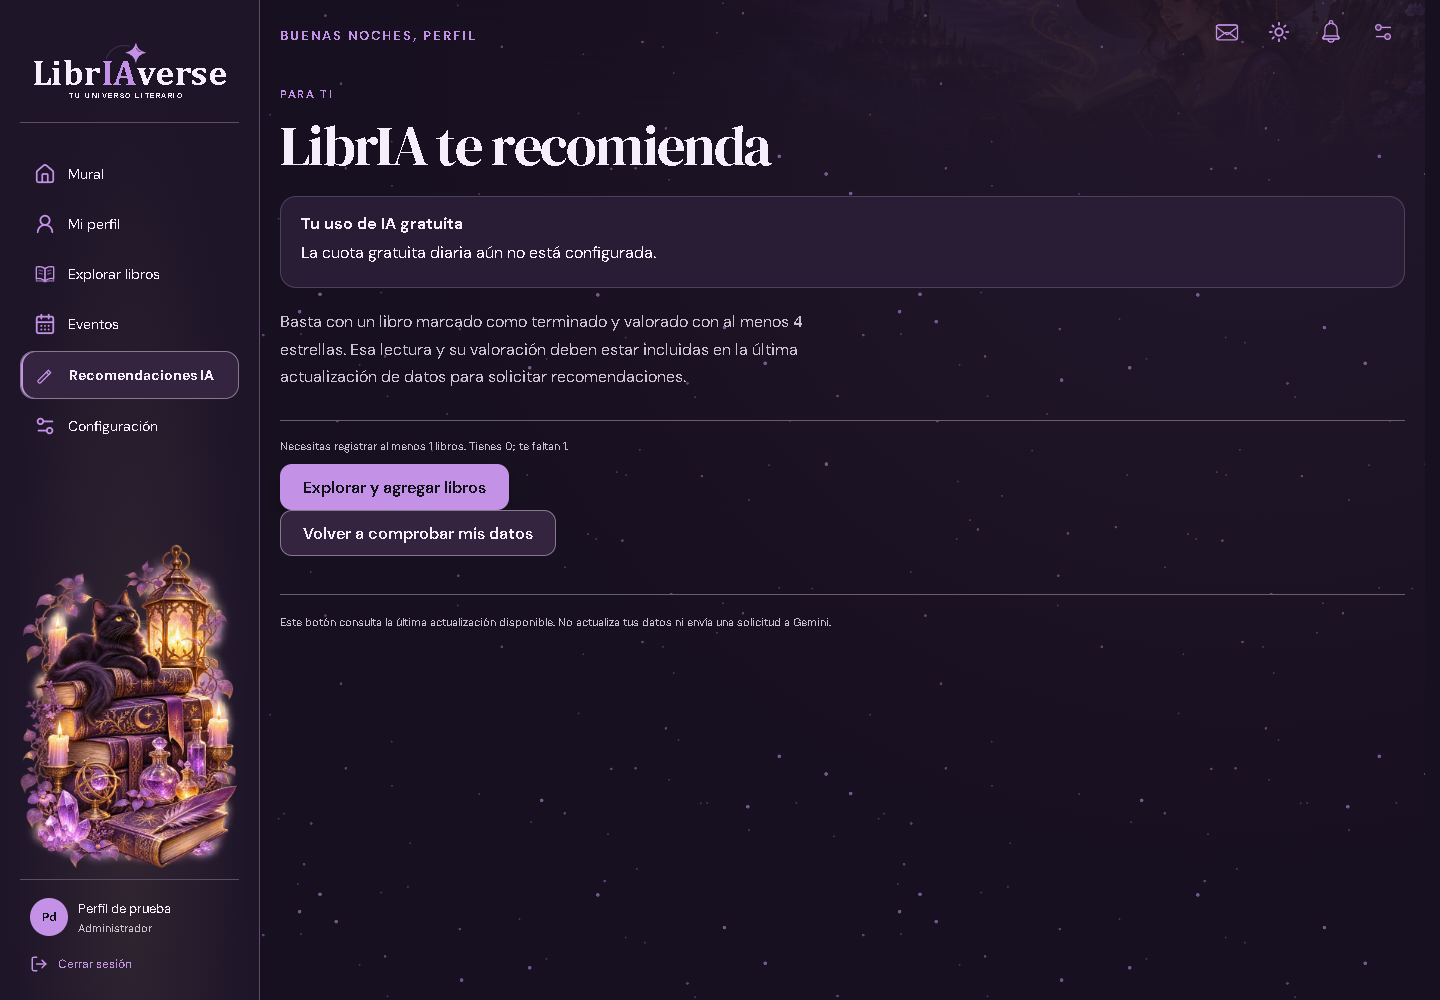 LibrIAverse
TU UNIVERSO LITERARIO
Mural
Mi perfil
Explorar libros
Eventos
Recomendaciones IA
Configuración
Pd
Perfil de prueba
Administrador
Cerrar sesión
BUENAS NOCHES, PERFIL
PARA TI
LibrIA te recomienda
Tu uso de IA gratuita
La cuota gratuita diaria aún no está configurada.
Basta con un libro marcado como terminado y valorado con al menos 4
estrellas. Esa lectura y su valoración deben estar incluidas en la última
actualización de datos para solicitar recomendaciones.
Necesitas registrar al menos 1 libros. Tienes 0; te faltan 1.
Explorar y agregar libros
Volver a comprobar mis datos
Este botón consulta la última actualización disponible. No actualiza tus datos ni envía una solicitud a Gemini.